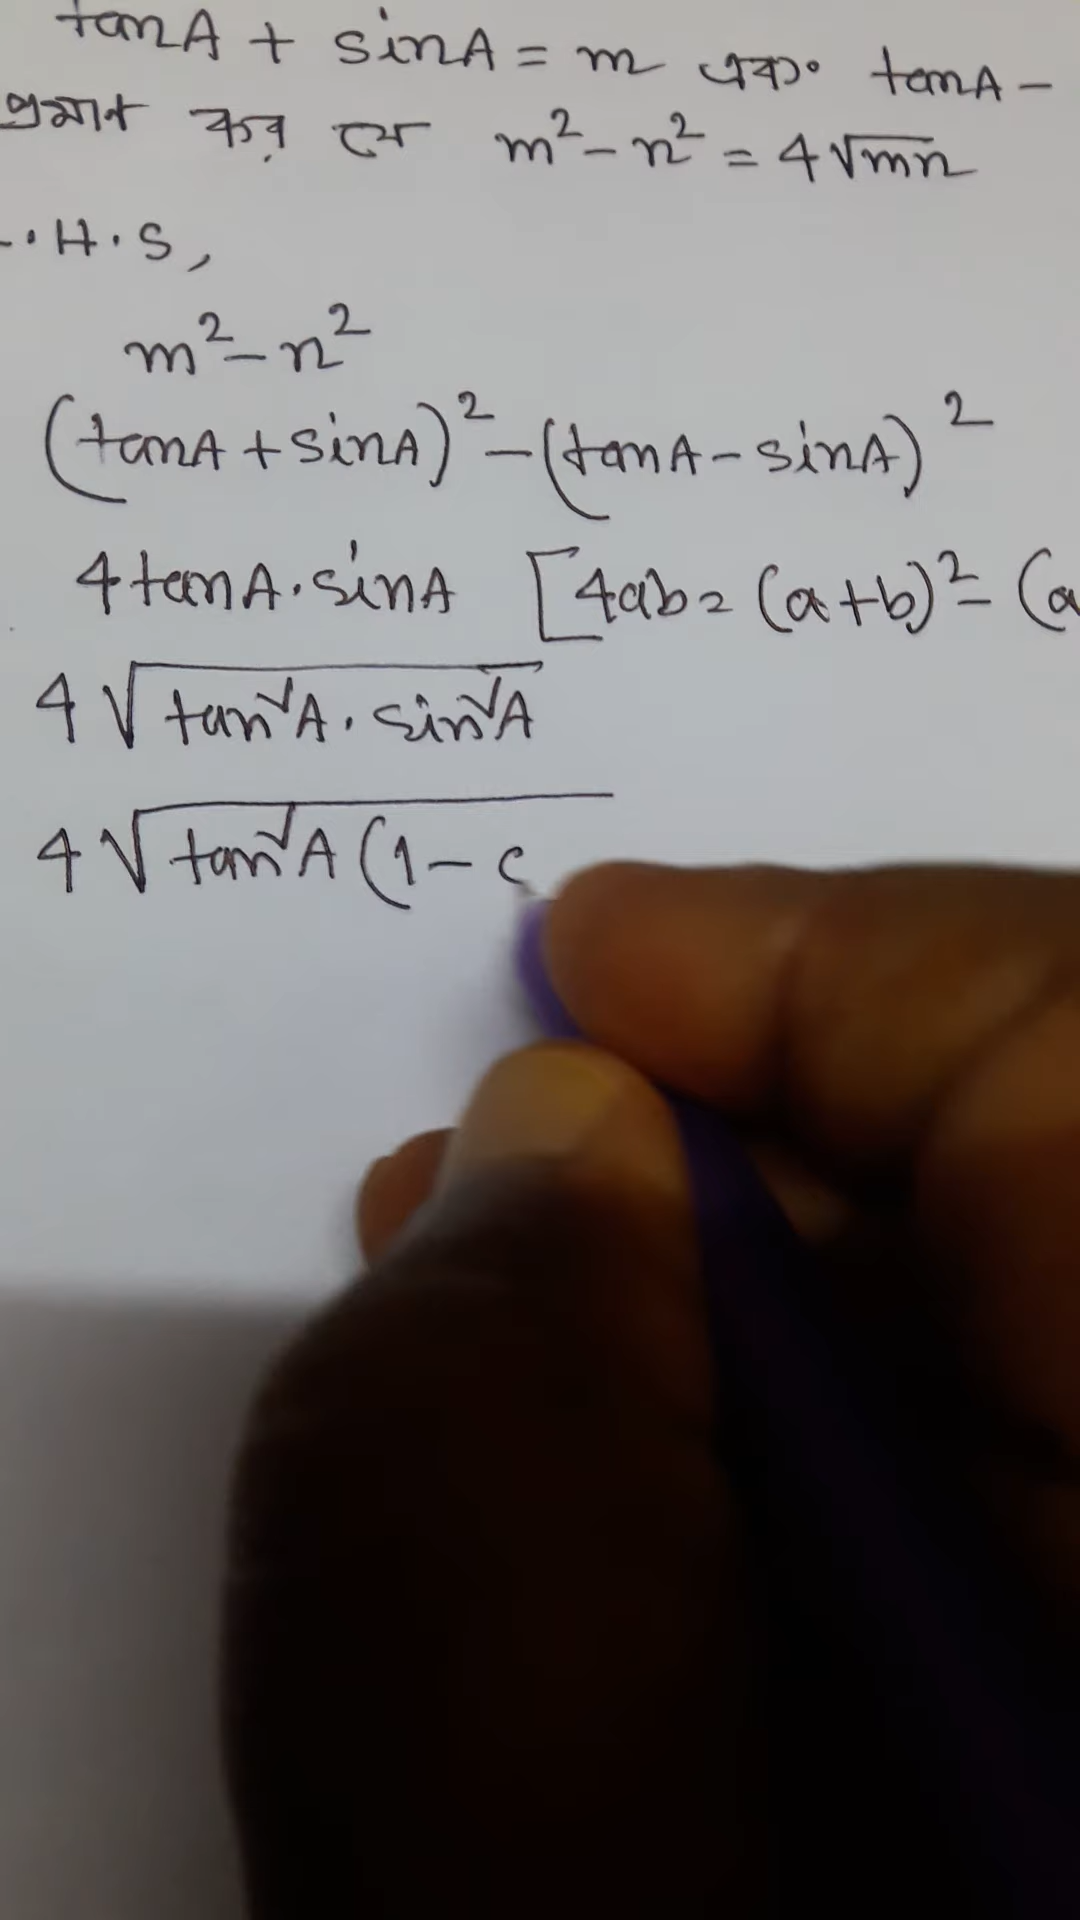 tanA + sinA = m এবং tanA -
প্রমাণ কর যে m² - n² = 4√mn
L.H.S,
m² - n²
(tanA + sinA)² - (tanA - sinA)²
4tanA.sinA [4ab = (a+b)² - (a
4√tan²A.sin²A
4√tan²A(1 - c